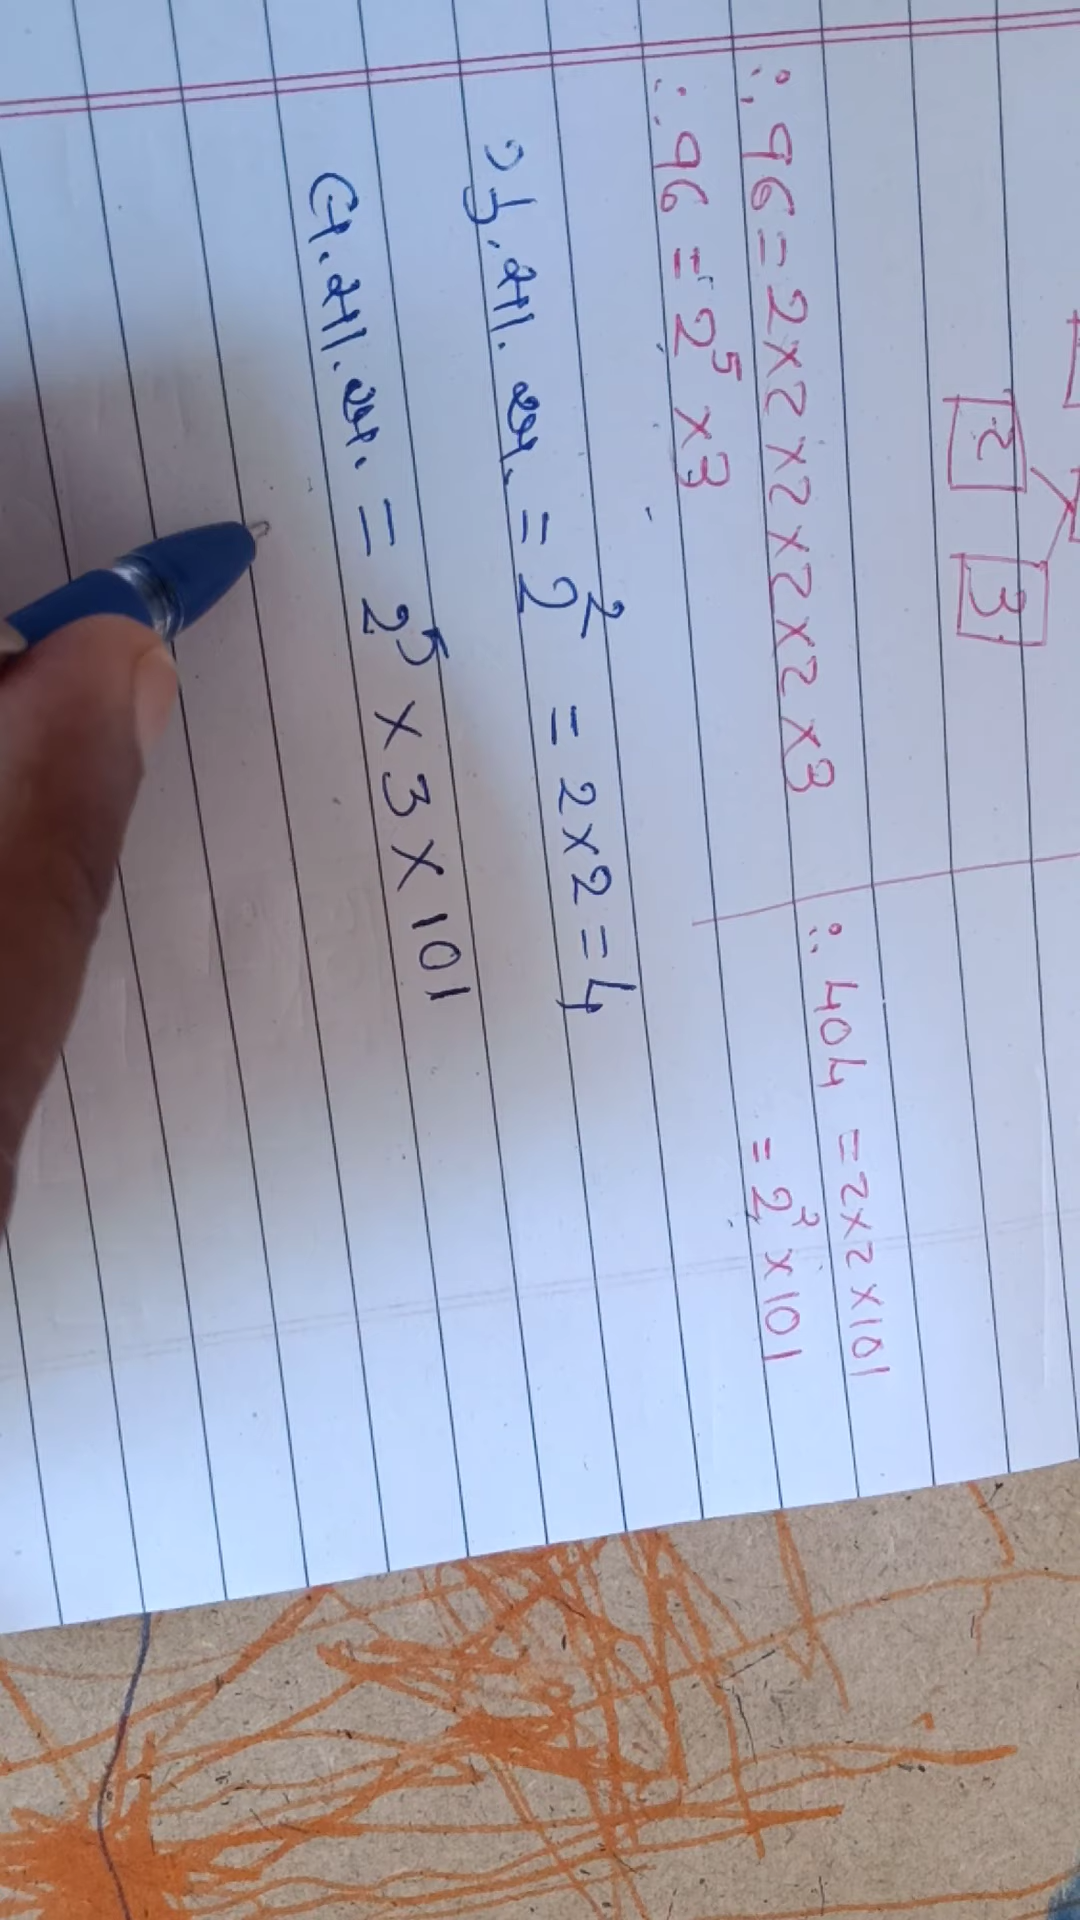 2 3
∴ 96 = 2×2×2×2×2×3
∴ 96 = 2⁵ ×3
∴ 404 = 2×2×101
= 2² ×101
ગુ.સા.અ. = 2² = 2×2=4
લ.સા.અ. = 2⁵ × 3 × 101